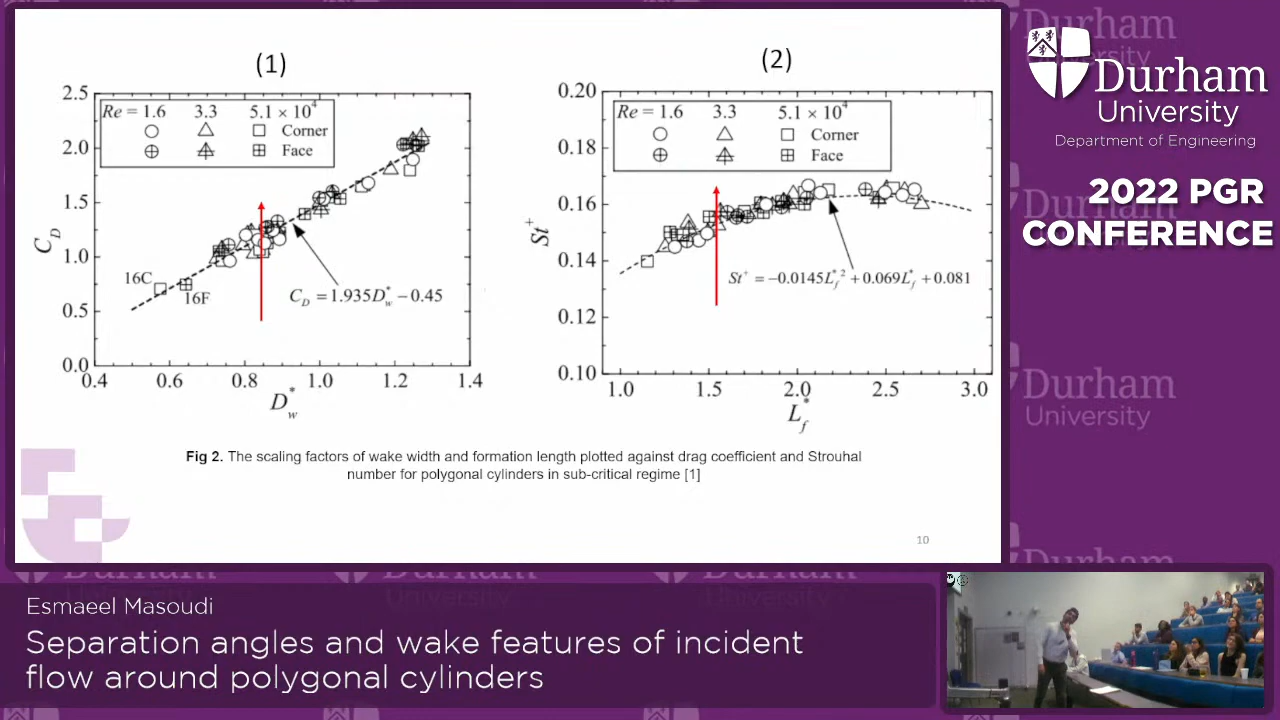 (1)
2.5
2.0
1.5
1.0
0.5
0.0
C_D
Re = 1.6 3.3 5.1 × 10^4
Corner
Face
16C
16F
C_D = 1.935D_w^* − 0.45
0.4 0.6 0.8 1.0 1.2 1.4
D_w^*
(2)
0.20
0.18
0.16
0.14
0.12
0.10
St^+
Re = 1.6 3.3 5.1 × 10^4
Corner
Face
St^+ = −0.0145L_f^{*2} + 0.069L_f^* + 0.081
1.0 1.5 2.0 2.5 3.0
L_f^*
Fig 2. The scaling factors of wake width and formation length plotted against drag coefficient and Strouhal
number for polygonal cylinders in sub-critical regime [1]
10
Durham
University
Department of Engineering
2022 PGR
CONFERENCE
Durham
University
Esmaeel Masoudi
Separation angles and wake features of incident
flow around polygonal cylinders